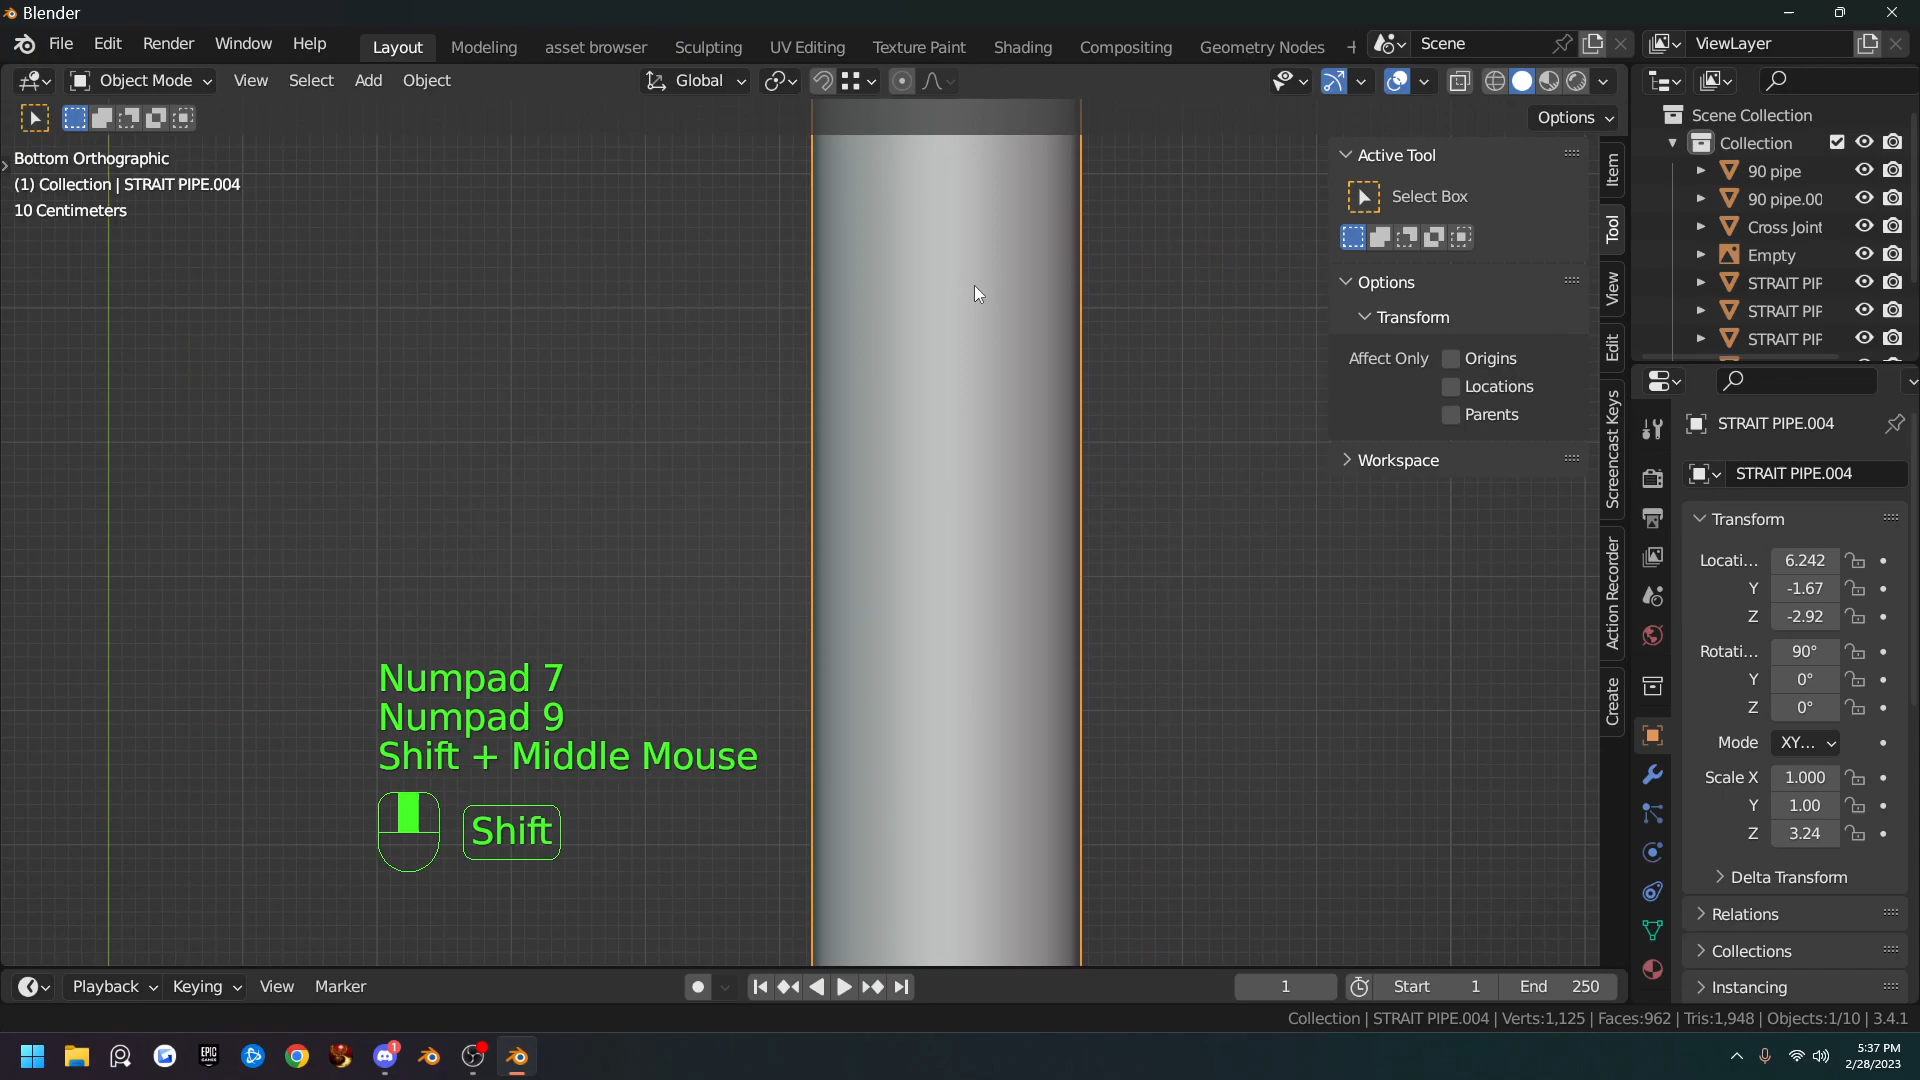 Blender
File Edit Render Window Help
Layout Modeling asset browser Sculpting UV Editing Texture Paint Shading Compositing Geometry Nodes
Scene
ViewLayer
Object Mode View Select Add Object
Global
Options
Bottom Orthographic
(1) Collection | STRAIT PIPE.004
10 Centimeters
Active Tool
Select Box
Options
Transform
Affect Only Origins
Locations
Parents
Workspace
Item
Tool
View
Edit
Screencast Keys
Action Recorder
Create
Scene Collection
Collection
90 pipe
90 pipe.00
Cross Joint
Empty
STRAIT PIP
STRAIT PIP
STRAIT PIP
STRAIT PIPE.004
STRAIT PIPE.004
Transform
Locati... 6.242
Y -1.67
Z -2.92
Rotati... 90°
Y 0°
Z 0°
Mode XY...
Scale X 1.000
Y 1.00
Z 3.24
Delta Transform
Relations
Collections
Instancing
Numpad 7
Numpad 9
Shift + Middle Mouse
Shift
Playback Keying View Marker
1
Start 1
End 250
Collection | STRAIT PIPE.004 | Verts:1,125 | Faces:962 | Tris:1,948 | Objects:1/10 | 3.4.1
EPIC GAMES
1
5:37 PM
2/28/2023